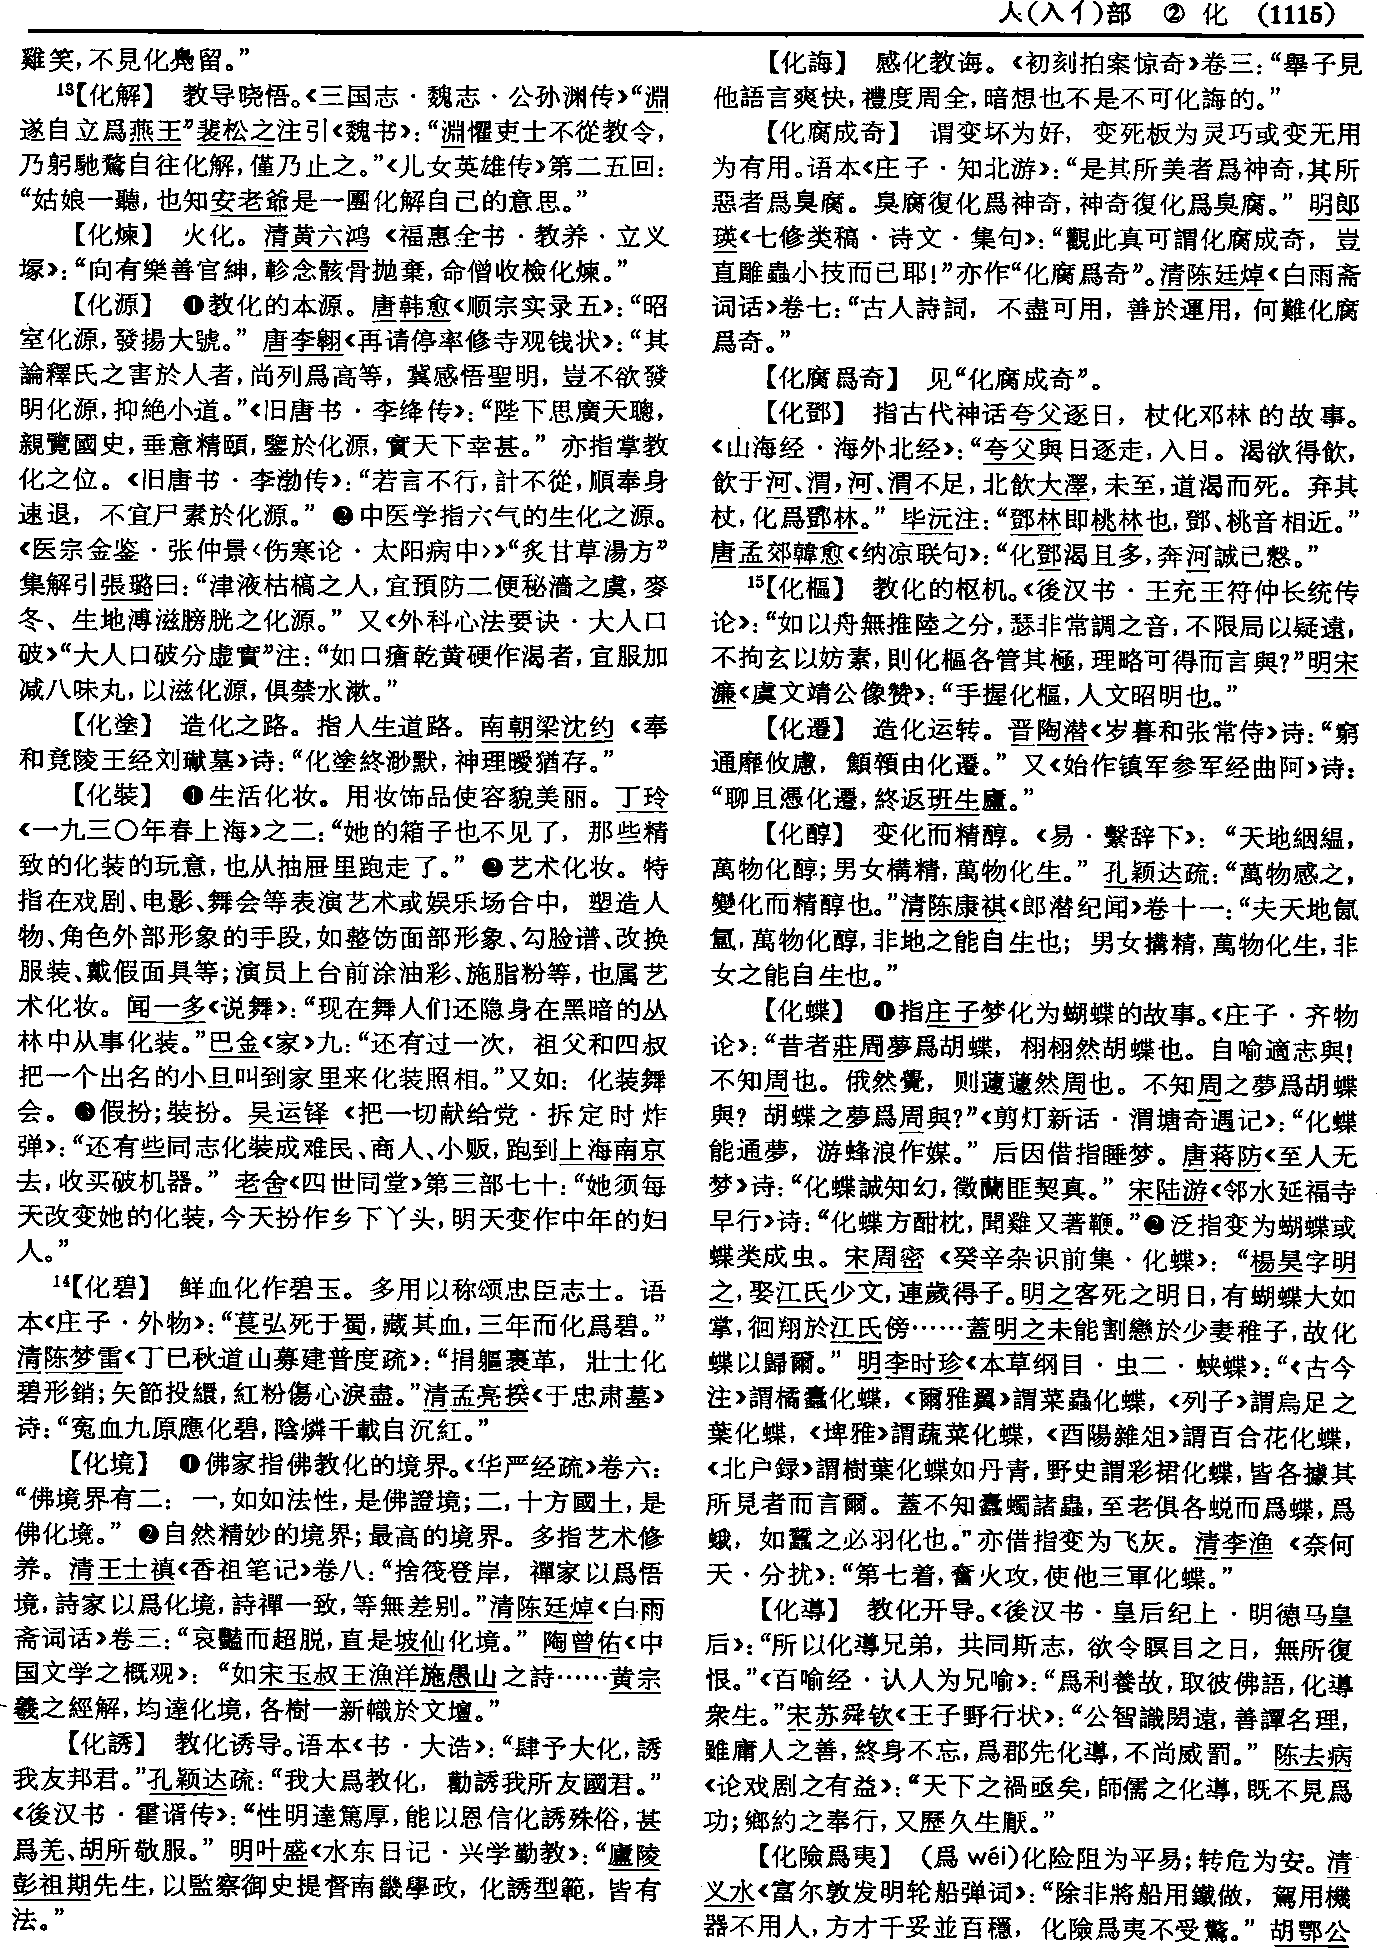 人(入亻)部 ② 化 (1115)
雞笑，不見化鳧留。”
¹³【化解】 教导晓悟。《三国志·魏志·公孙渊传》“淵
遂自立爲燕王”裴松之注引《魏书》：“淵懼吏士不從教令，
乃躬馳騖自往化解，僅乃止之。”《儿女英雄传》第二五回：
“姑娘一聽，也知安老爺是一團化解自己的意思。”
【化煉】 火化。清黃六鸿《福惠全书·教养·立义
塚》：“向有樂善官紳，軫念骸骨抛棄，命僧收檢化煉。”
【化源】 ❶教化的本源。唐韩愈《顺宗实录五》：“昭
室化源，發揚大號。” 唐李翱《再请停率修寺观钱状》：“其
論釋氏之害於人者，尚列爲高等，冀感悟聖明，豈不欲發
明化源，抑絶小道。”《旧唐书·李绛传》：“陛下思廣天聰，
親覽國史，垂意精頤，鑒於化源，實天下幸甚。” 亦指掌教
化之位。《旧唐书·李渤传》：“若言不行，計不從，順奉身
速退，不宜尸素於化源。” ❷中医学指六气的生化之源。
《医宗金鉴·张仲景〈伤寒论·太阳病中〉》“炙甘草湯方”
集解引張璐曰：“津液枯槁之人，宜預防二便秘濇之虞，麥
冬、生地溥滋膀胱之化源。” 又《外科心法要诀·大人口
破》“大人口破分虚實”注：“如口瘡乾黄硬作渴者，宜服加
减八味丸，以滋化源，俱禁水漱。”
【化塗】 造化之路。指人生道路。南朝梁沈约《奉
和竟陵王经刘瓛墓》诗：“化塗終渺默，神理曖猶存。”
【化裝】 ❶生活化妆。用妆饰品使容貌美丽。丁玲
《一九三〇年春上海》之二：“她的箱子也不见了，那些精
致的化装的玩意，也从抽屉里跑走了。” ❷艺术化妆。特
指在戏剧、电影、舞会等表演艺术或娱乐场合中，塑造人
物、角色外部形象的手段，如整饬面部形象、勾脸谱、改换
服装、戴假面具等；演员上台前涂油彩、施脂粉等，也属艺
术化妆。闻一多《说舞》：“现在舞人们还隐身在黑暗的丛
林中从事化装。”巴金《家》九：“还有过一次，祖父和四叔
把一个出名的小旦叫到家里来化装照相。”又如：化装舞
会。❸假扮；装扮。吴运铎《把一切献给党·拆定时炸
弹》：“还有些同志化裝成难民、商人、小贩，跑到上海南京
去，收买破机器。” 老舍《四世同堂》第三部七十：“她须每
天改变她的化装，今天扮作乡下丫头，明天变作中年的妇
人。”
¹⁴【化碧】 鲜血化作碧玉。多用以称颂忠臣志士。语
本《庄子·外物》：“萇弘死于蜀，藏其血，三年而化爲碧。”
清陈梦雷《丁巳秋道山募建普度疏》：“捐軀裹革，壯士化
碧形銷；矢節投繯，紅粉傷心淚盡。”清孟亮揆《于忠肃墓》
诗：“寃血九原應化碧，陰燐千載自沉紅。”
【化境】 ❶佛家指佛教化的境界。《华严经疏》卷六：
“佛境界有二：一，如如法性，是佛證境；二，十方國土，是
佛化境。” ❷自然精妙的境界；最高的境界。多指艺术修
养。清王士禛《香祖笔记》卷八：“捨筏登岸，禪家以爲悟
境，詩家以爲化境，詩禪一致，等無差别。”清陈廷焯《白雨
斋词话》卷三：“哀豔而超脱，直是坡仙化境。” 陶曾佑《中
国文学之概观》：“如宋玉叔王漁洋施愚山之詩……黄宗
羲之經解，均達化境，各樹一新幟於文壇。”
【化誘】 教化诱导。语本《书·大诰》：“肆予大化，誘
我友邦君。”孔颖达疏：“我大爲教化，勸誘我所友國君。”
《後汉书·霍谞传》：“性明達篤厚，能以恩信化誘殊俗，甚
爲羌、胡所敬服。” 明叶盛《水东日记·兴学勤教》：“廬陵
彭祖期先生，以監察御史提督南畿學政，化誘型範，皆有
法。”
【化誨】 感化教诲。《初刻拍案惊奇》卷三：“舉子見
他語言爽快，禮度周全，暗想也不是不可化誨的。”
【化腐成奇】 谓变坏为好，变死板为灵巧或变无用
为有用。语本《庄子·知北游》：“是其所美者爲神奇，其所
惡者爲臭腐。臭腐復化爲神奇，神奇復化爲臭腐。” 明郎
瑛《七修类稿·诗文·集句》：“觀此真可謂化腐成奇，豈
直雕蟲小技而已耶！”亦作“化腐爲奇”。清陈廷焯《白雨斋
词话》卷七：“古人詩詞，不盡可用，善於運用，何難化腐
爲奇。”
【化腐爲奇】 见“化腐成奇”。
【化鄧】 指古代神话夸父逐日，杖化邓林的故事。
《山海经·海外北经》：“夸父與日逐走，入日。渴欲得飲，
飲于河、渭，河、渭不足，北飲大澤，未至，道渴而死。弃其
杖，化爲鄧林。” 毕沅注：“鄧林即桃林也，鄧、桃音相近。”
唐孟郊韓愈《纳凉联句》：“化鄧渴且多，奔河誠已慇。”
¹⁵【化樞】 教化的枢机。《後汉书·王充王符仲长统传
论》：“如以舟無推陸之分，瑟非常調之音，不限局以疑遠，
不拘玄以妨素，則化樞各管其極，理略可得而言與？”明宋
濂《虞文靖公像赞》：“手握化樞，人文昭明也。”
【化遷】 造化运转。晋陶潜《岁暮和张常侍》诗：“窮
通靡攸慮，顦顇由化遷。” 又《始作镇军参军经曲阿》诗：
“聊且憑化遷，終返班生廬。”
【化醇】 变化而精醇。《易·繫辞下》：“天地絪縕，
萬物化醇；男女構精，萬物化生。” 孔颖达疏：“萬物感之，
變化而精醇也。”清陈康祺《郎潜纪闻》卷十一：“夫天地氤
氳，萬物化醇，非地之能自生也；男女搆精，萬物化生，非
女之能自生也。”
【化蝶】 ❶指庄子梦化为蝴蝶的故事。《庄子·齐物
论》：“昔者莊周夢爲胡蝶，栩栩然胡蝶也。自喻適志與！
不知周也。俄然覺，则蘧蘧然周也。不知周之夢爲胡蝶
與？胡蝶之夢爲周與？”《剪灯新话·渭塘奇遇记》：“化蝶
能通夢，游蜂浪作媒。” 后因借指睡梦。唐蒋防《至人无
梦》诗：“化蝶誠知幻，徵蘭匪契真。” 宋陆游《邻水延福寺
早行》诗：“化蝶方酣枕，聞雞又著鞭。”❷泛指变为蝴蝶或
蝶类成虫。宋周密《癸辛杂识前集·化蝶》：“楊昊字明
之，娶江氏少文，連歲得子。明之客死之明日，有蝴蝶大如
掌，徊翔於江氏傍……蓋明之未能割戀於少妻稚子，故化
蝶以歸爾。” 明李时珍《本草纲目·虫二·蛱蝶》：“《古今
注》謂橘蠹化蝶，《爾雅翼》謂菜蟲化蝶，《列子》謂烏足之
葉化蝶，《埤雅》謂蔬菜化蝶，《酉陽雜俎》謂百合花化蝶，
《北户録》謂樹葉化蝶如丹青，野史謂彩裙化蝶，皆各據其
所見者而言爾。蓋不知蠹蠋諸蟲，至老俱各蜕而爲蝶，爲
蛾，如蠶之必羽化也。”亦借指变为飞灰。清李渔《奈何
天·分扰》：“第七着，奮火攻，使他三軍化蝶。”
【化導】 教化开导。《後汉书·皇后纪上·明德马皇
后》：“所以化導兄弟，共同斯志，欲令瞑目之日，無所復
恨。”《百喻经·认人为兄喻》：“爲利養故，取彼佛語，化導
衆生。”宋苏舜钦《王子野行状》：“公智識閎遠，善譚名理，
雖庸人之善，終身不忘，爲郡先化導，不尚威罰。” 陈去病
《论戏剧之有益》：“天下之禍亟矣，師儒之化導，既不見爲
功；鄉約之奉行，又歷久生厭。”
【化險爲夷】 （爲 wéi）化险阻为平易；转危为安。清
义水《富尔敦发明轮船弹词》：“除非將船用鐵做，駕用機
器不用人，方才千妥並百穩，化險爲夷不受驚。” 胡鄂公